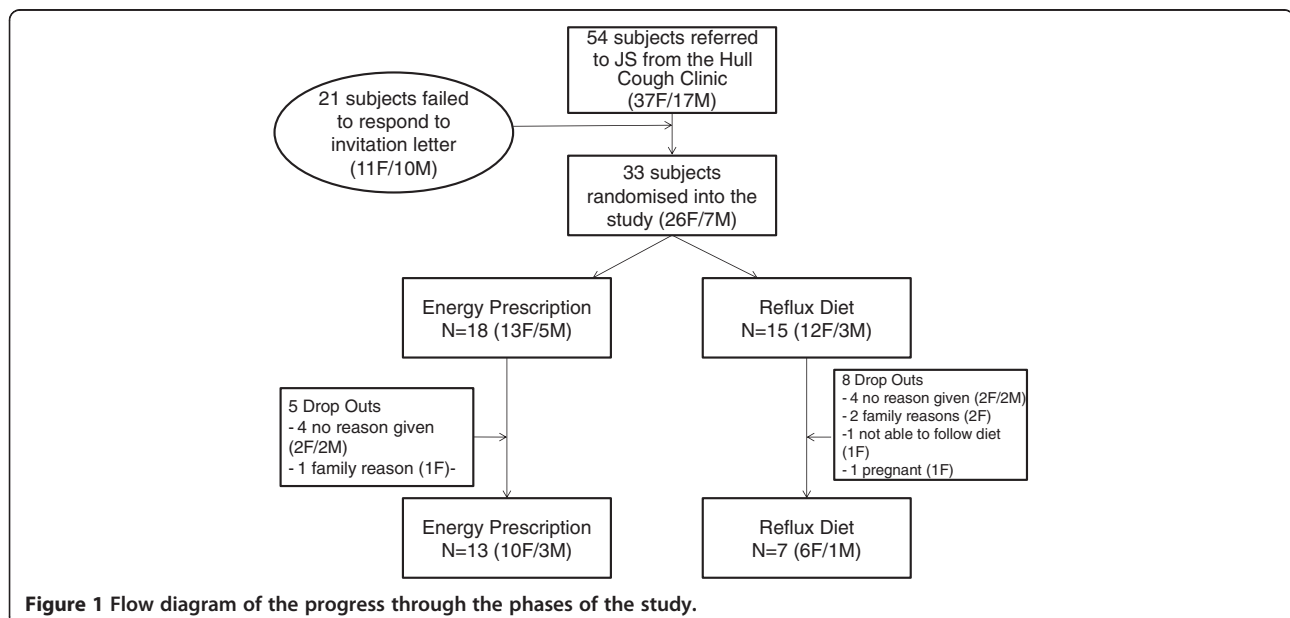 54 subjects referred
to JS from the Hull
Cough Clinic
(37F/17M)
21 subjects failed
to respond to
invitation letter
(11F/10M)
33 subjects
randomised into the
study (26F/7M)
Energy Prescription
N=18 (13F/5M)
Reflux Diet
N=15 (12F/3M)
5 Drop Outs
- 4 no reason given
(2F/2M)
- 1 family reason (1F)-
8 Drop Outs
- 4 no reason given (2F/2M)
- 2 family reasons (2F)
-1 not able to follow diet
(1F)
- 1 pregnant (1F)
Energy Prescription
N=13 (10F/3M)
Reflux Diet
N=7 (6F/1M)
Figure 1 Flow diagram of the progress through the phases of the study.